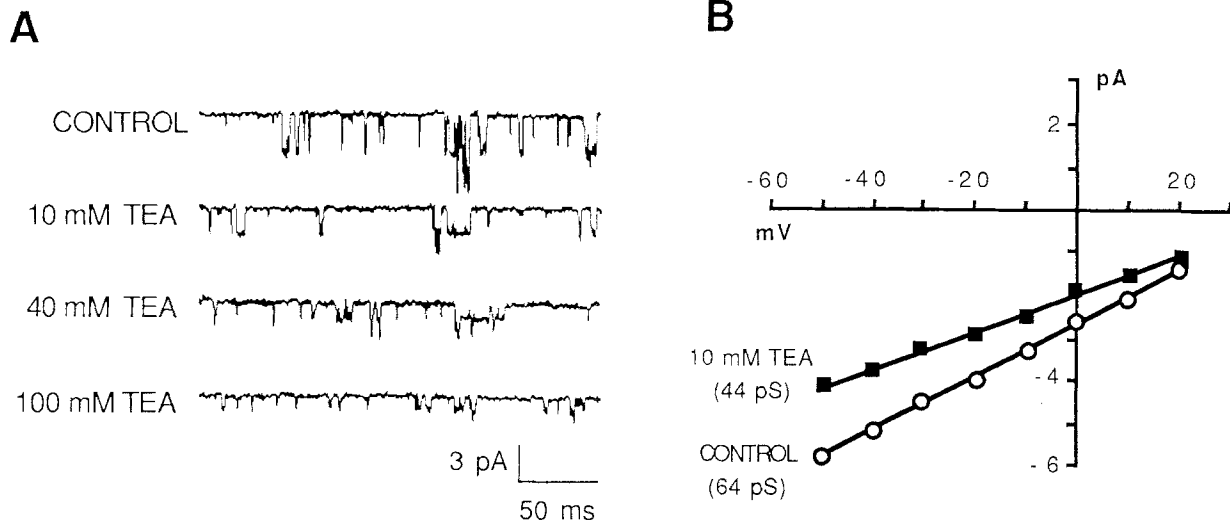 A
CONTROL
10 mM TEA
40 mM TEA
100 mM TEA
3 pA
50 ms
B
pA
2
-60 -40 -20 20
mV
10 mM TEA
(44 pS)
-4
CONTROL
(64 pS)
-6